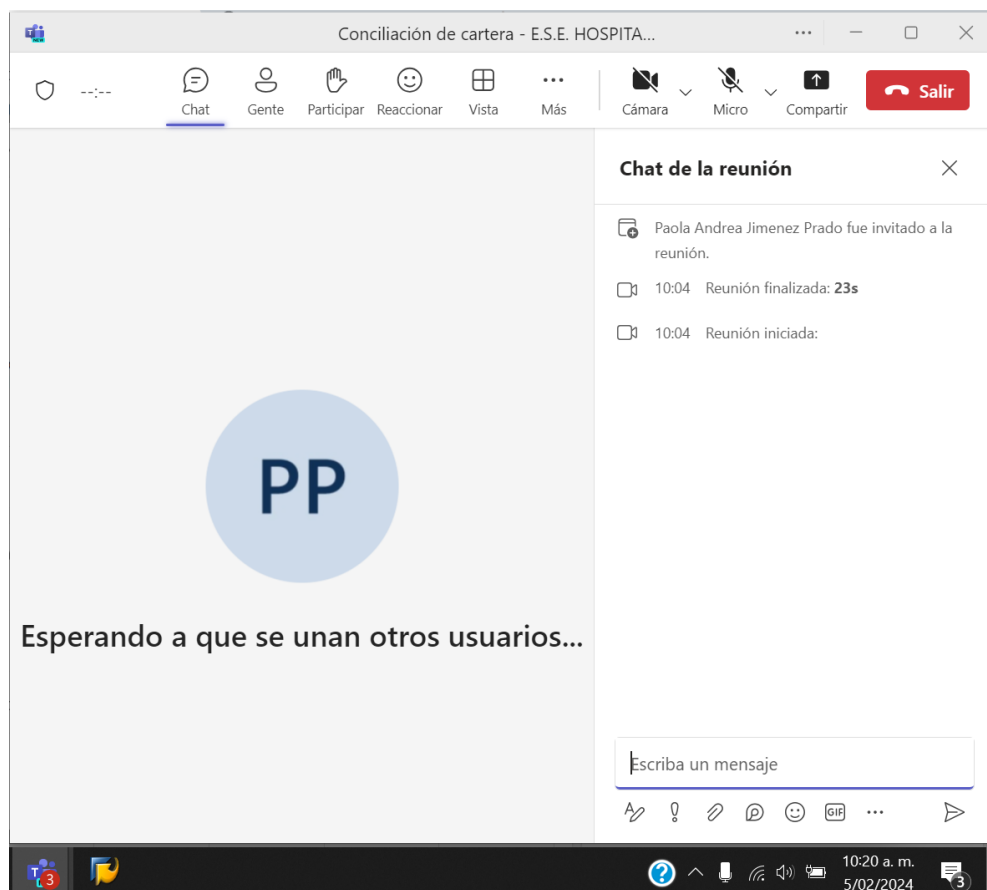 Conciliación de cartera - E.S.E. HOSPITA...
--:--
Chat
Gente
Participar
Reaccionar
Vista
Más
Cámara
Micro
Compartir
Salir
Chat de la reunión
Paola Andrea Jimenez Prado fue invitado a la
reunión.
10:04 Reunión finalizada: 23s
10:04 Reunión iniciada:
PP
Esperando a que se unan otros usuarios...
Escriba un mensaje
GIF
10:20 a. m.
5/02/2024
3
3